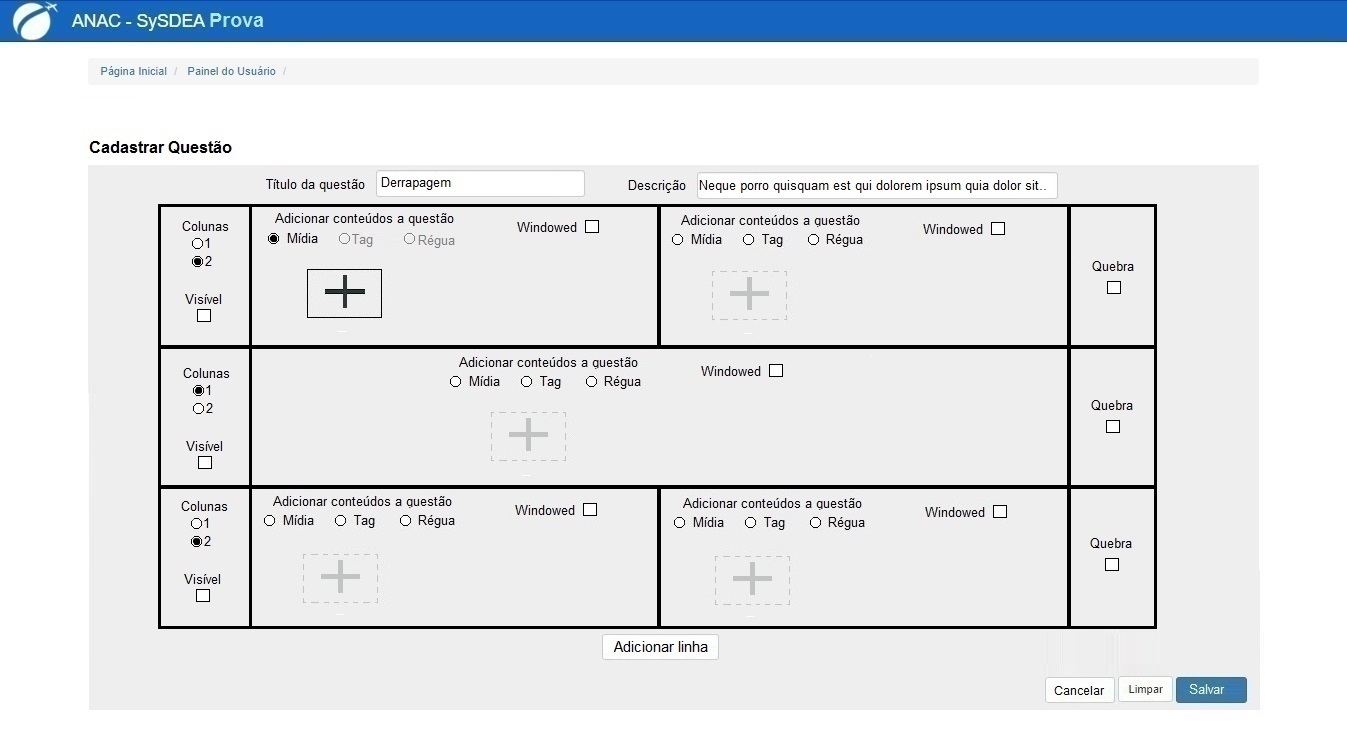 ANAC - SySDEA Prova
Página Inicial / Painel do Usuário /
Cadastrar Questão
Título da questão Derrapagem Descrição Neque porro quisquam est qui dolorem ipsum quia dolor sit..
Colunas
1
2
Visível
Adicionar conteúdos a questão
Mídia Tag Régua
Windowed
Adicionar conteúdos a questão
Mídia Tag Régua
Windowed
Quebra
Colunas
1
2
Visível
Adicionar conteúdos a questão
Mídia Tag Régua
Windowed
Quebra
Colunas
1
2
Visível
Adicionar conteúdos a questão
Mídia Tag Régua
Windowed
Adicionar conteúdos a questão
Mídia Tag Régua
Windowed
Quebra
Adicionar linha
Cancelar Limpar Salvar